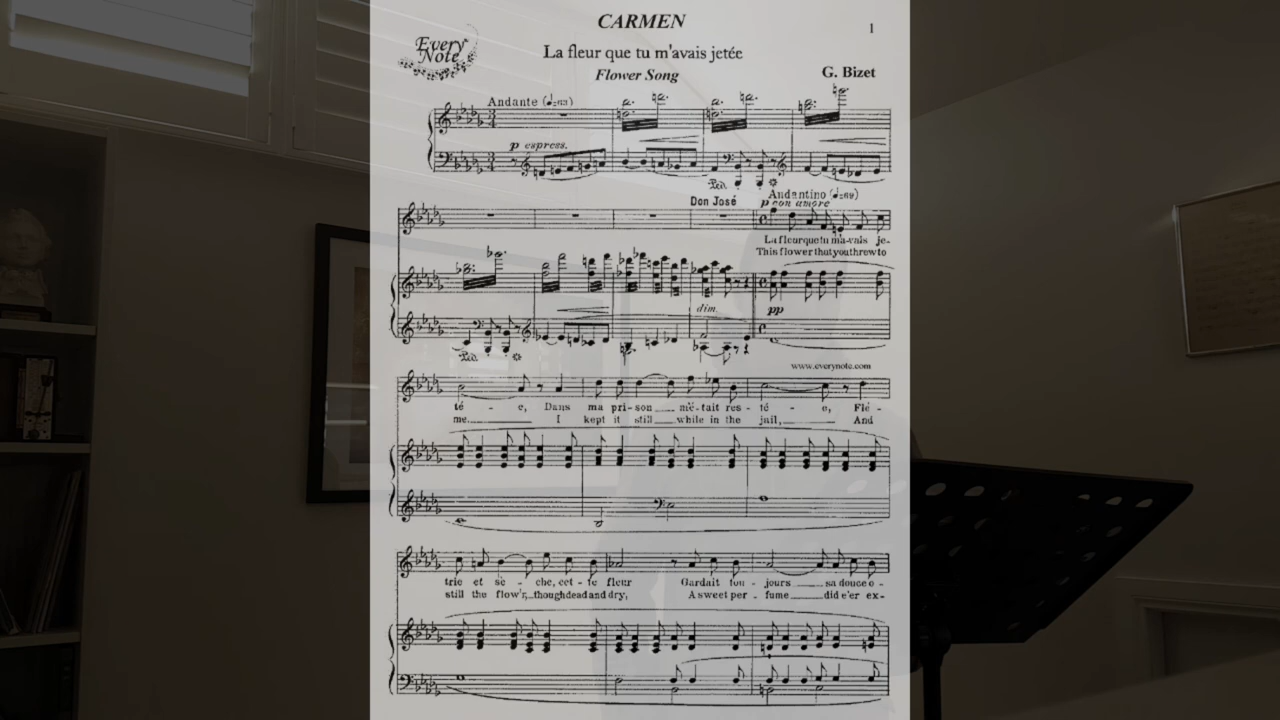 CARMEN
1
Every Note
La fleur que tu m'avais jetée
Flower Song
G. Bizet
Andante
p espress.
Ped.
Don José
Andantino
p con amore
La fleur que tu m'a-vais je-
This flower that you threw to
dim.
pp
Ped.
www.everynote.com
té - e, Dans ma pri-son m'é-tait res-té - e, Flé -
me. I kept it still while in the jail, And
trie et sè - che, cet - te fleur Gardait tou - jours sa douce o -
still the flow'r, though dead and dry, A sweet per - fume did e'er ex-